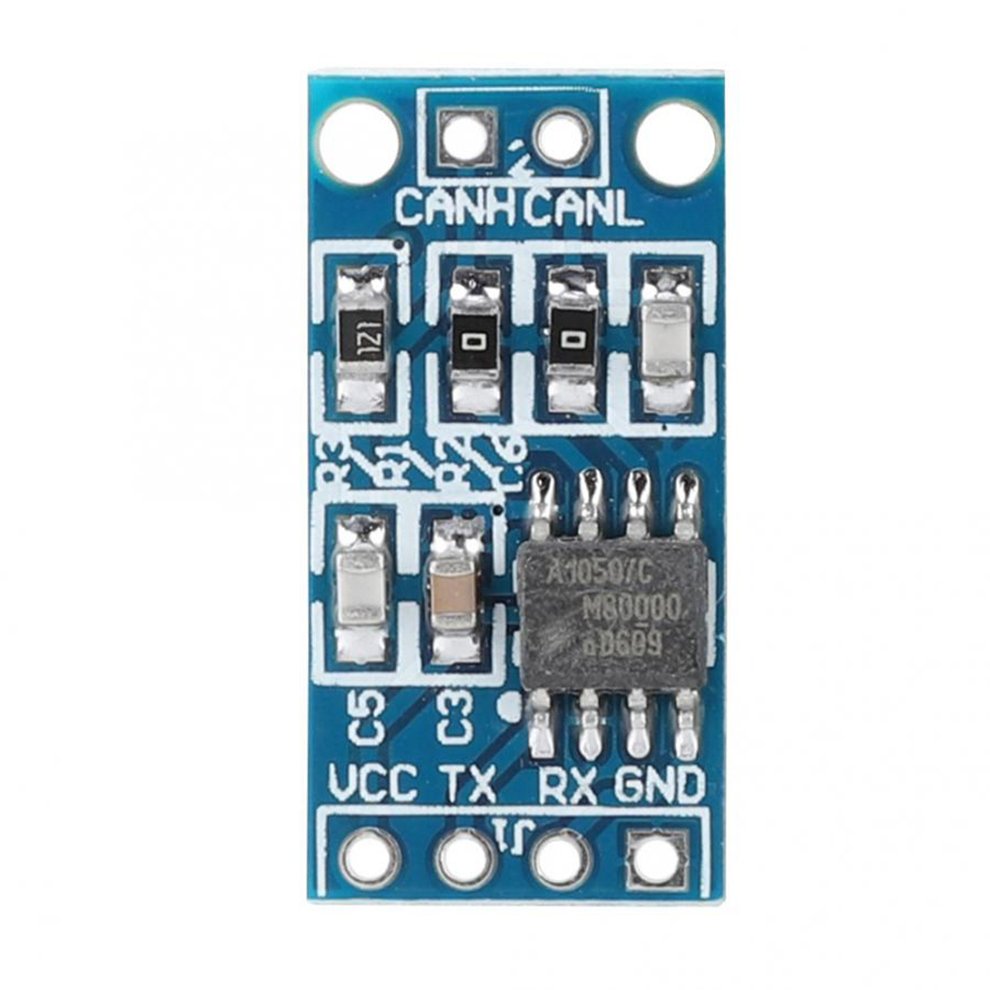 CANH CANL
121 0 0
R3 R1 R2 C6
A1050/C
M80000
C5 C3
VCC TX RX GND
J1